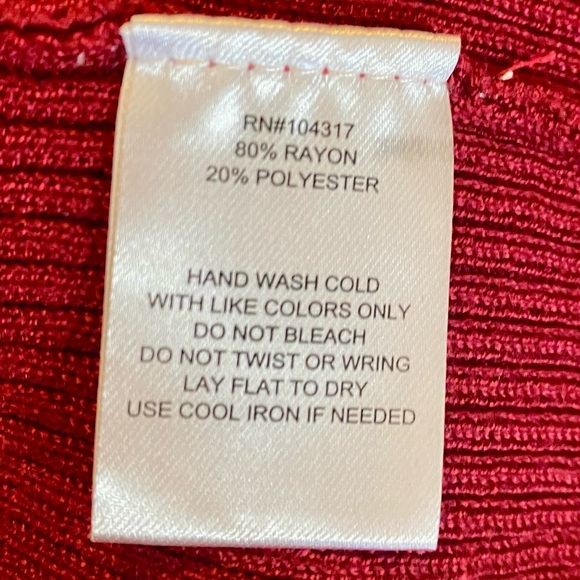 RN#104317
80% RAYON
20% POLYESTER
HAND WASH COLD
WITH LIKE COLORS ONLY
DO NOT BLEACH
DO NOT TWIST OR WRING
LAY FLAT TO DRY
USE COOL IRON IF NEEDED